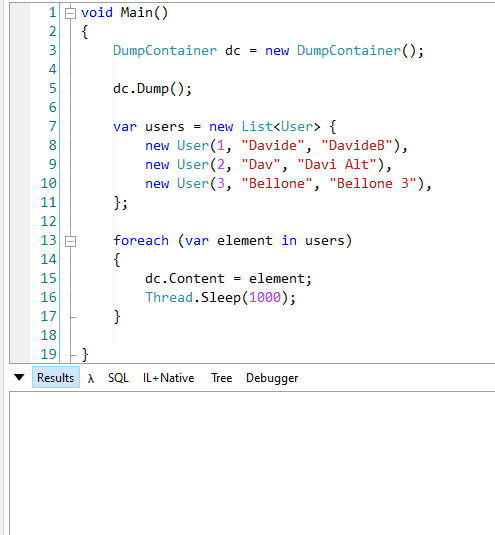 1 void Main()
2 {
3 DumpContainer dc = new DumpContainer();
4
5 dc.Dump();
6
7 var users = new List<User> {
8 new User(1, "Davide", "DavideB"),
9 new User(2, "Dav", "Davi Alt"),
10 new User(3, "Bellone", "Bellone 3"),
11 };
12
13 foreach (var element in users)
14 {
15 dc.Content = element;
16 Thread.Sleep(1000);
17 }
18
19 }
Results λ SQL IL+Native Tree Debugger